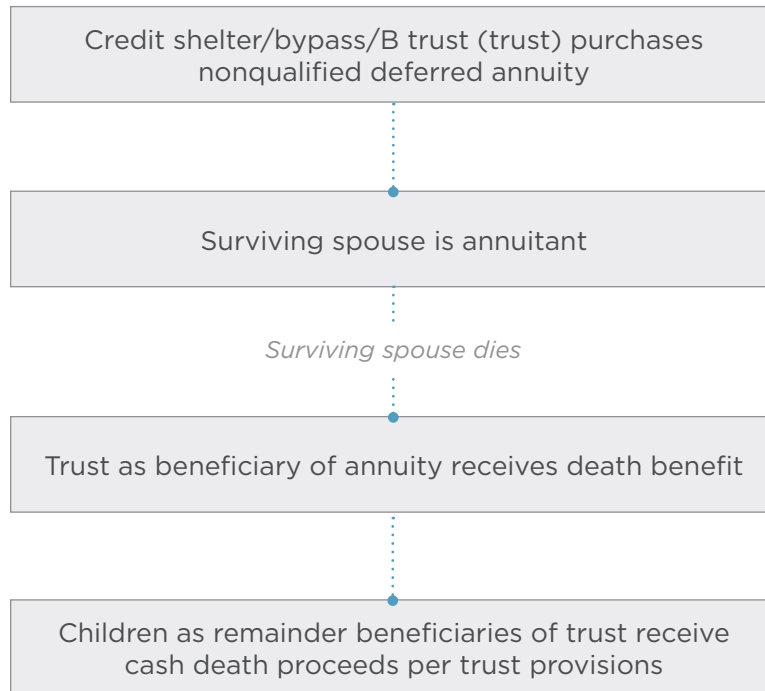 Credit shelter/bypass/B trust (trust) purchases
nonqualified deferred annuity
Surviving spouse is annuitant
Surviving spouse dies
Trust as beneficiary of annuity receives death benefit
Children as remainder beneficiaries of trust receive
cash death proceeds per trust provisions